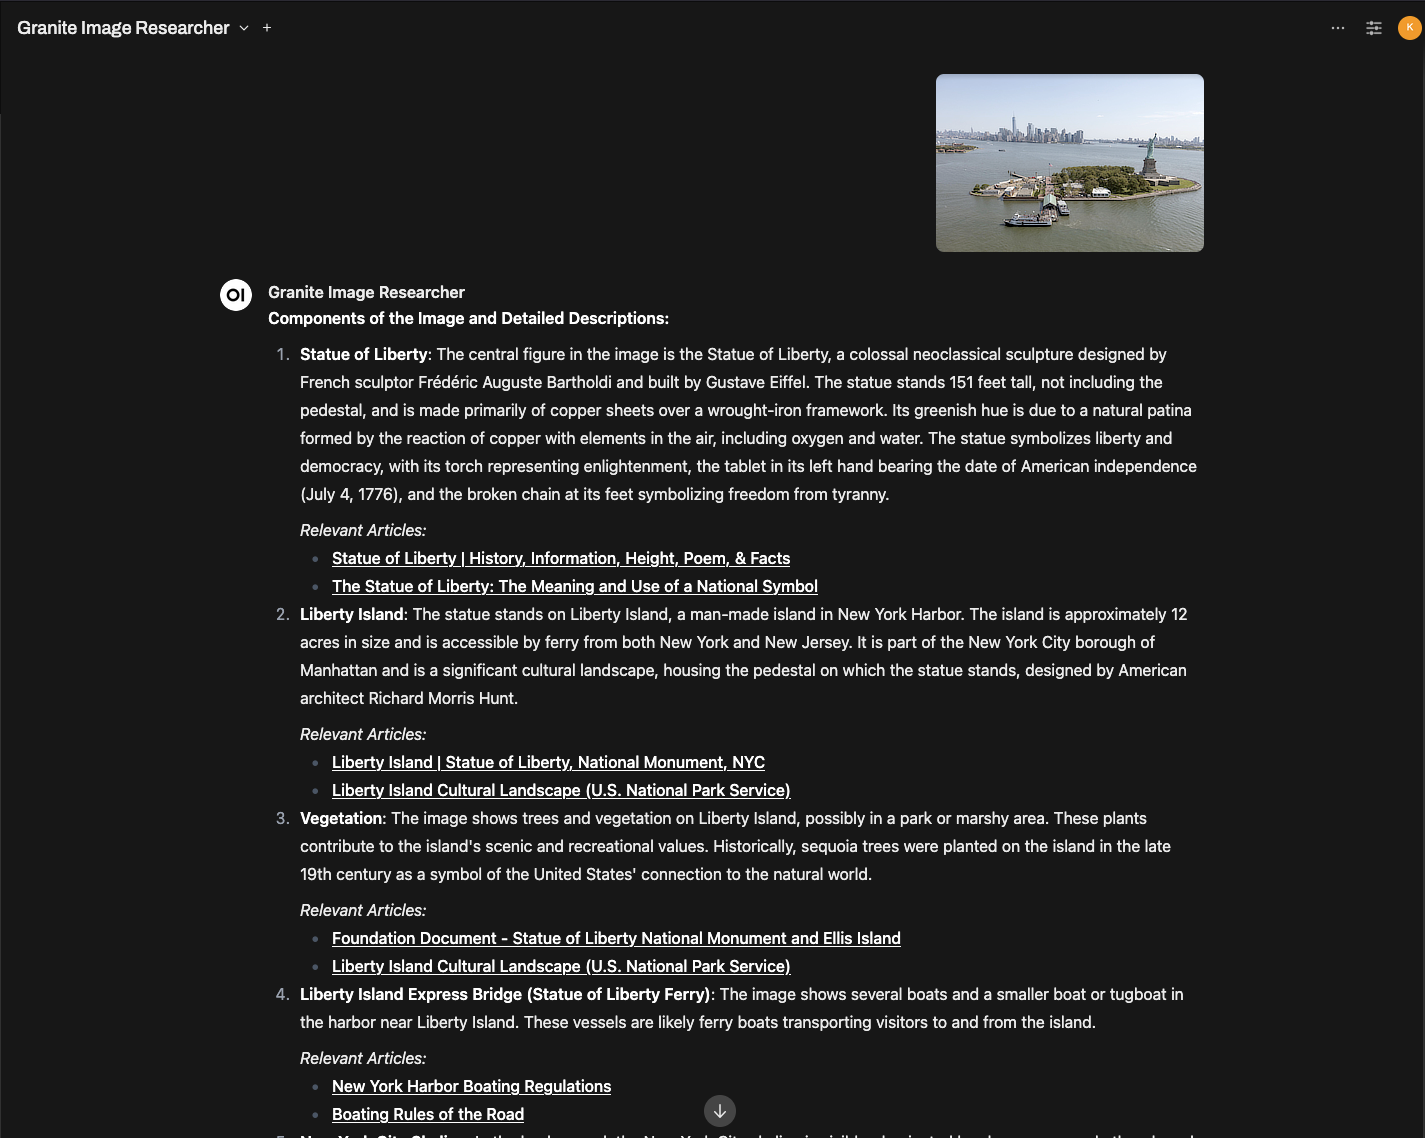 Granite Image Researcher
K
OI
Granite Image Researcher
Components of the Image and Detailed Descriptions:
1. Statue of Liberty: The central figure in the image is the Statue of Liberty, a colossal neoclassical sculpture designed by
French sculptor Frédéric Auguste Bartholdi and built by Gustave Eiffel. The statue stands 151 feet tall, not including the
pedestal, and is made primarily of copper sheets over a wrought-iron framework. Its greenish hue is due to a natural patina
formed by the reaction of copper with elements in the air, including oxygen and water. The statue symbolizes liberty and
democracy, with its torch representing enlightenment, the tablet in its left hand bearing the date of American independence
(July 4, 1776), and the broken chain at its feet symbolizing freedom from tyranny.
Relevant Articles:
Statue of Liberty | History, Information, Height, Poem, & Facts
The Statue of Liberty: The Meaning and Use of a National Symbol
2. Liberty Island: The statue stands on Liberty Island, a man-made island in New York Harbor. The island is approximately 12
acres in size and is accessible by ferry from both New York and New Jersey. It is part of the New York City borough of
Manhattan and is a significant cultural landscape, housing the pedestal on which the statue stands, designed by American
architect Richard Morris Hunt.
Relevant Articles:
Liberty Island | Statue of Liberty, National Monument, NYC
Liberty Island Cultural Landscape (U.S. National Park Service)
3. Vegetation: The image shows trees and vegetation on Liberty Island, possibly in a park or marshy area. These plants
contribute to the island's scenic and recreational values. Historically, sequoia trees were planted on the island in the late
19th century as a symbol of the United States' connection to the natural world.
Relevant Articles:
Foundation Document - Statue of Liberty National Monument and Ellis Island
Liberty Island Cultural Landscape (U.S. National Park Service)
4. Liberty Island Express Bridge (Statue of Liberty Ferry): The image shows several boats and a smaller boat or tugboat in
the harbor near Liberty Island. These vessels are likely ferry boats transporting visitors to and from the island.
Relevant Articles:
New York Harbor Boating Regulations
Boating Rules of the Road